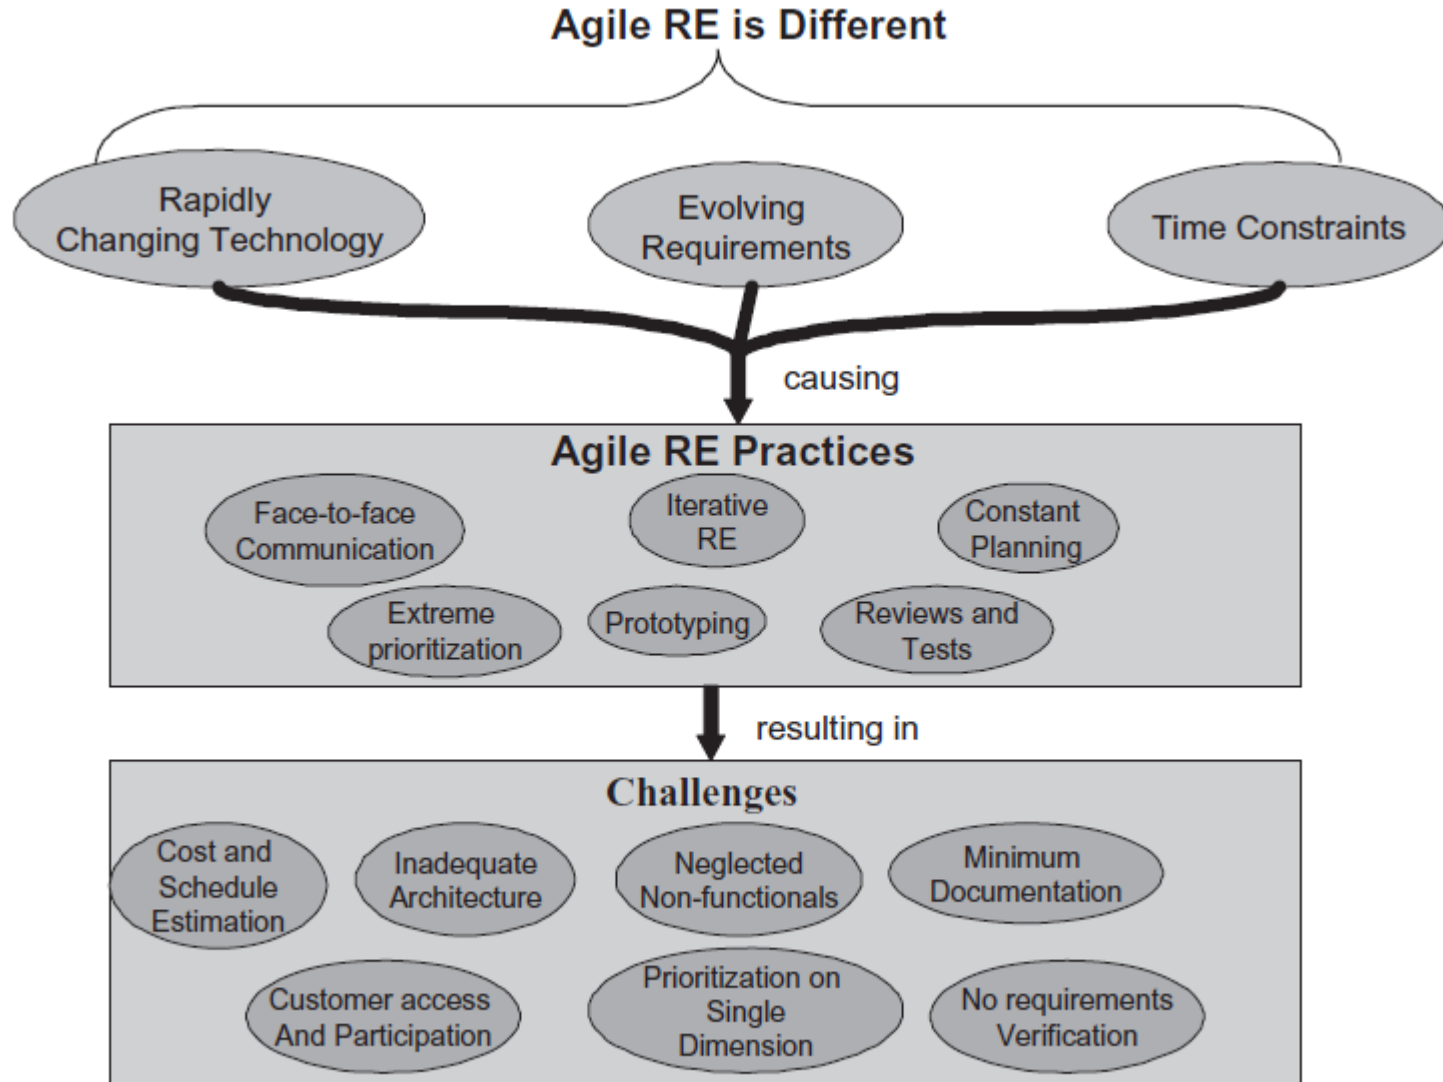 Agile RE is Different
Rapidly
Changing Technology
Evolving
Requirements
Time Constraints
causing
Agile RE Practices
Face-to-face
Communication
Iterative
RE
Constant
Planning
Extreme
prioritization
Prototyping
Reviews and
Tests
resulting in
Challenges
Cost and
Schedule
Estimation
Inadequate
Architecture
Neglected
Non-functionals
Minimum
Documentation
Customer access
And Participation
Prioritization on
Single
Dimension
No requirements
Verification